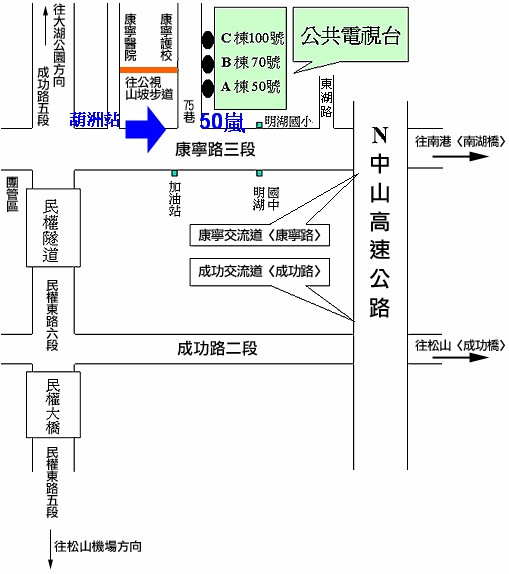 往大湖公園方向
成功路五段
康寧醫院
康寧護校
往公視
山坡步道
75巷
C棟100號
B棟 70號
A棟 50號
公共電視台
東湖路
葫洲站
50嵐
明湖國小
N
中山高速公路
往南港〈南湖橋〉
康寧路三段
團管區
民權隧道
加油站
明湖
國中
康寧交流道〈康寧路〉
成功交流道〈成功路〉
民權東路六段
成功路二段
往松山〈成功橋〉
民權大橋
民權東路五段
往松山機場方向